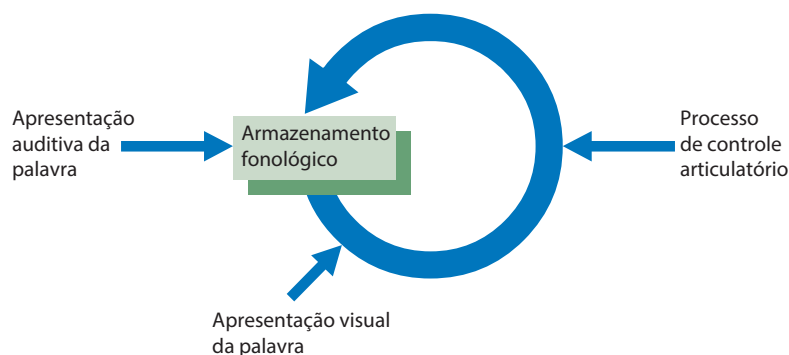 Apresentação
auditiva da
palavra
Armazenamento
fonológico
Processo
de controle
articulatório
Apresentação visual
da palavra